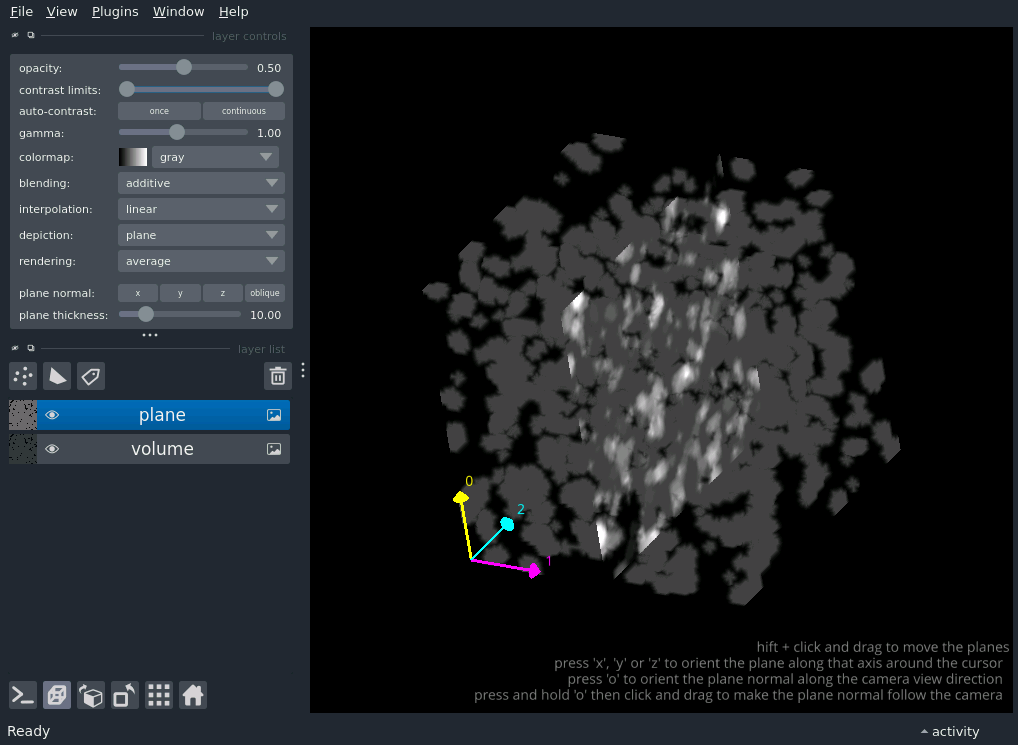 File View Plugins Window Help
layer controls
opacity: 0.50
contrast limits:
auto-contrast: once continuous
gamma: 1.00
colormap: gray
blending: additive
interpolation: linear
depiction: plane
rendering: average
plane normal: x y z oblique
plane thickness: 10.00
layer list
plane
volume
0
2
1
hift + click and drag to move the planes
press 'x', 'y' or 'z' to orient the plane along that axis around the cursor
press 'o' to orient the plane normal along the camera view direction
press and hold 'o' then click and drag to make the plane normal follow the camera
Ready activity